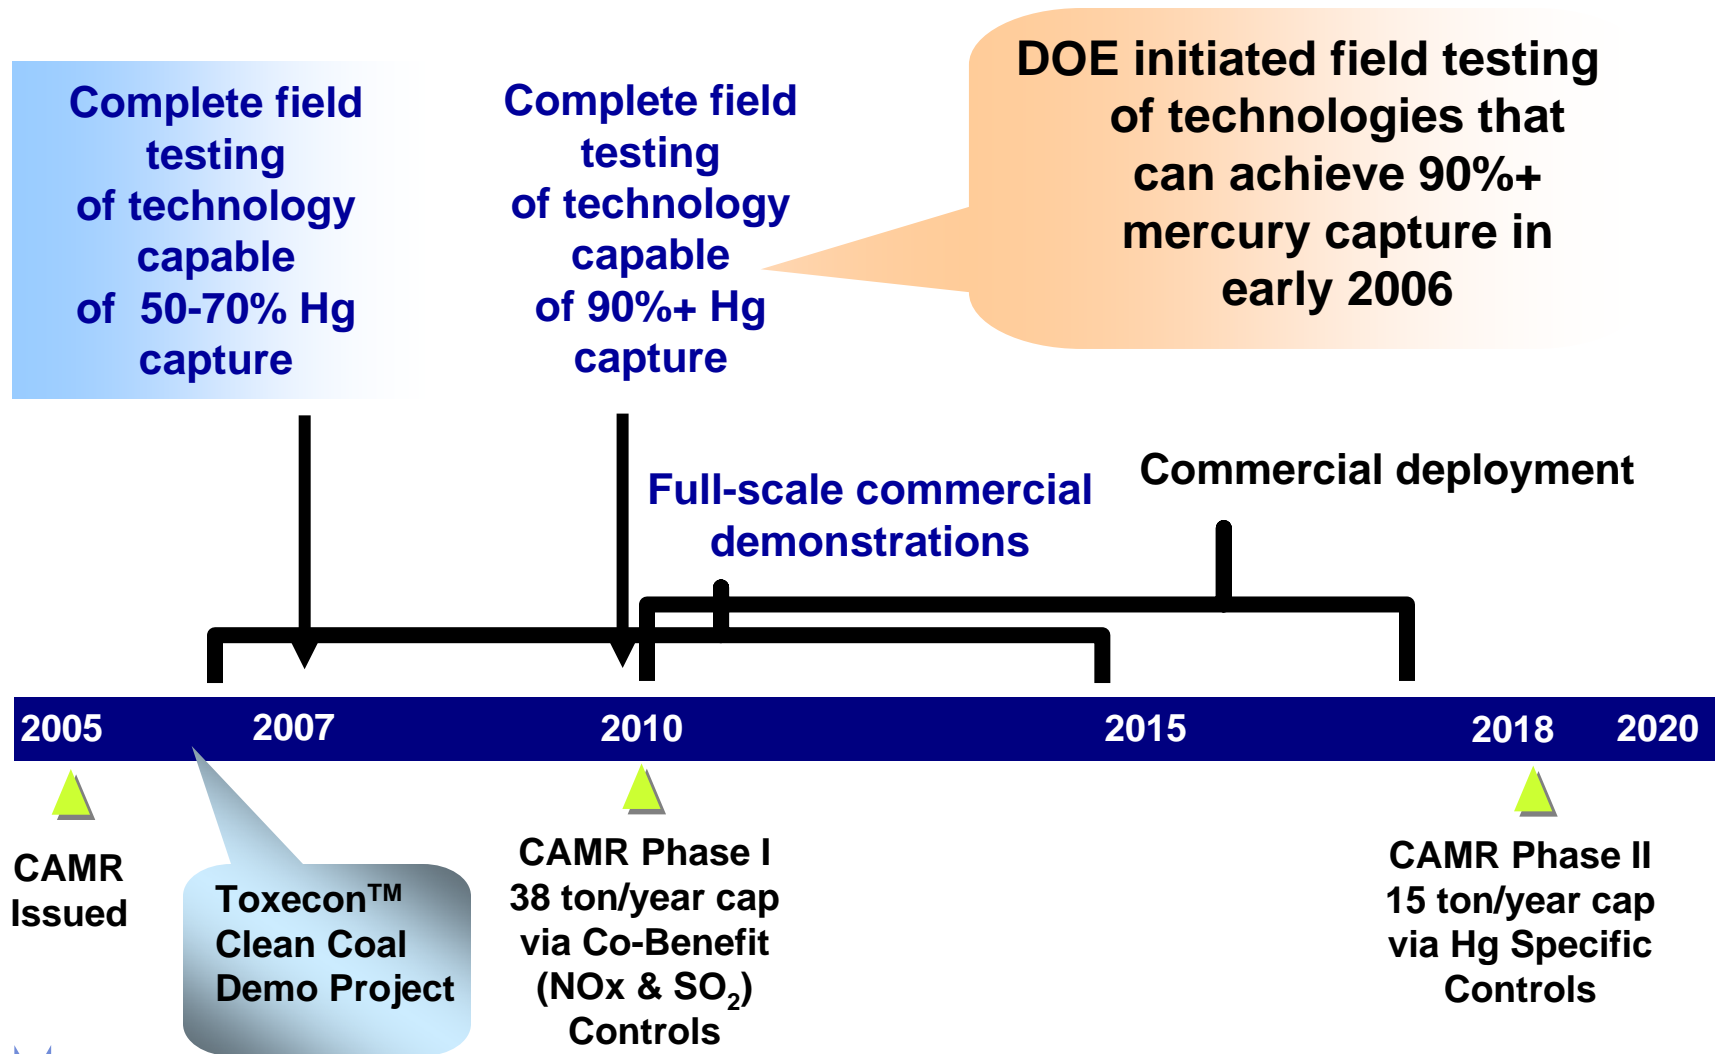 Complete field
testing
of technology
capable
of 50-70% Hg
capture
Complete field
testing
of technology
capable
of 90%+ Hg
capture
DOE initiated field testing
of technologies that
can achieve 90%+
mercury capture in
early 2006
Full-scale commercial
demonstrations
Commercial deployment
2005 2007 2010 2015 2018 2020
CAMR
Issued
Toxecon™
Clean Coal
Demo Project
CAMR Phase I
38 ton/year cap
via Co-Benefit
(NOx & SO₂)
Controls
CAMR Phase II
15 ton/year cap
via Hg Specific
Controls